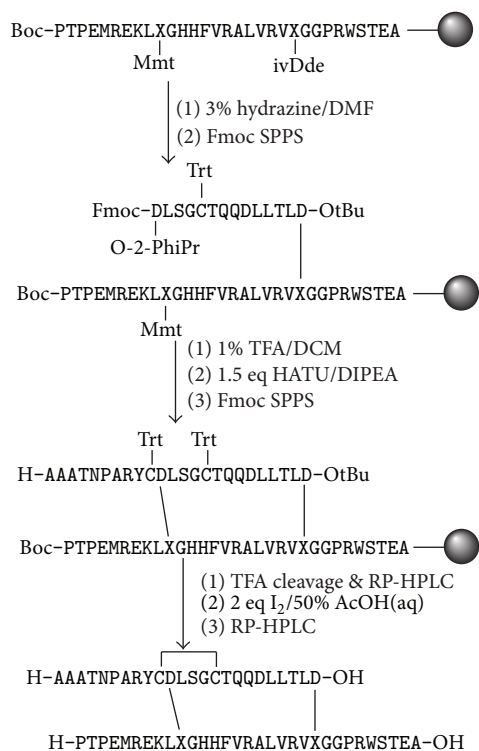 Boc–PTPEMREKLXGHHFVRALVRVXGGPRWSTEA
Mmt ivDde
(1) 3% hydrazine/DMF
(2) Fmoc SPPS
Trt
Fmoc–DLSGCTQQDLLTLD–OtBu
O-2-PhiPr
Boc–PTPEMREKLXGHHFVRALVRVXGGPRWSTEA
Mmt
(1) 1% TFA/DCM
(2) 1.5 eq HATU/DIPEA
(3) Fmoc SPPS
Trt Trt
H–AAATNPARYCDLSGCTQQDLLTLD–OtBu
Boc–PTPEMREKLXGHHFVRALVRVXGGPRWSTEA
(1) TFA cleavage & RP-HPLC
(2) 2 eq I₂/50% AcOH(aq)
(3) RP-HPLC
H–AAATNPARYCDLSGCTQQDLLTLD–OH
H–PTPEMREKLXGHHFVRALVRVXGGPRWSTEA–OH